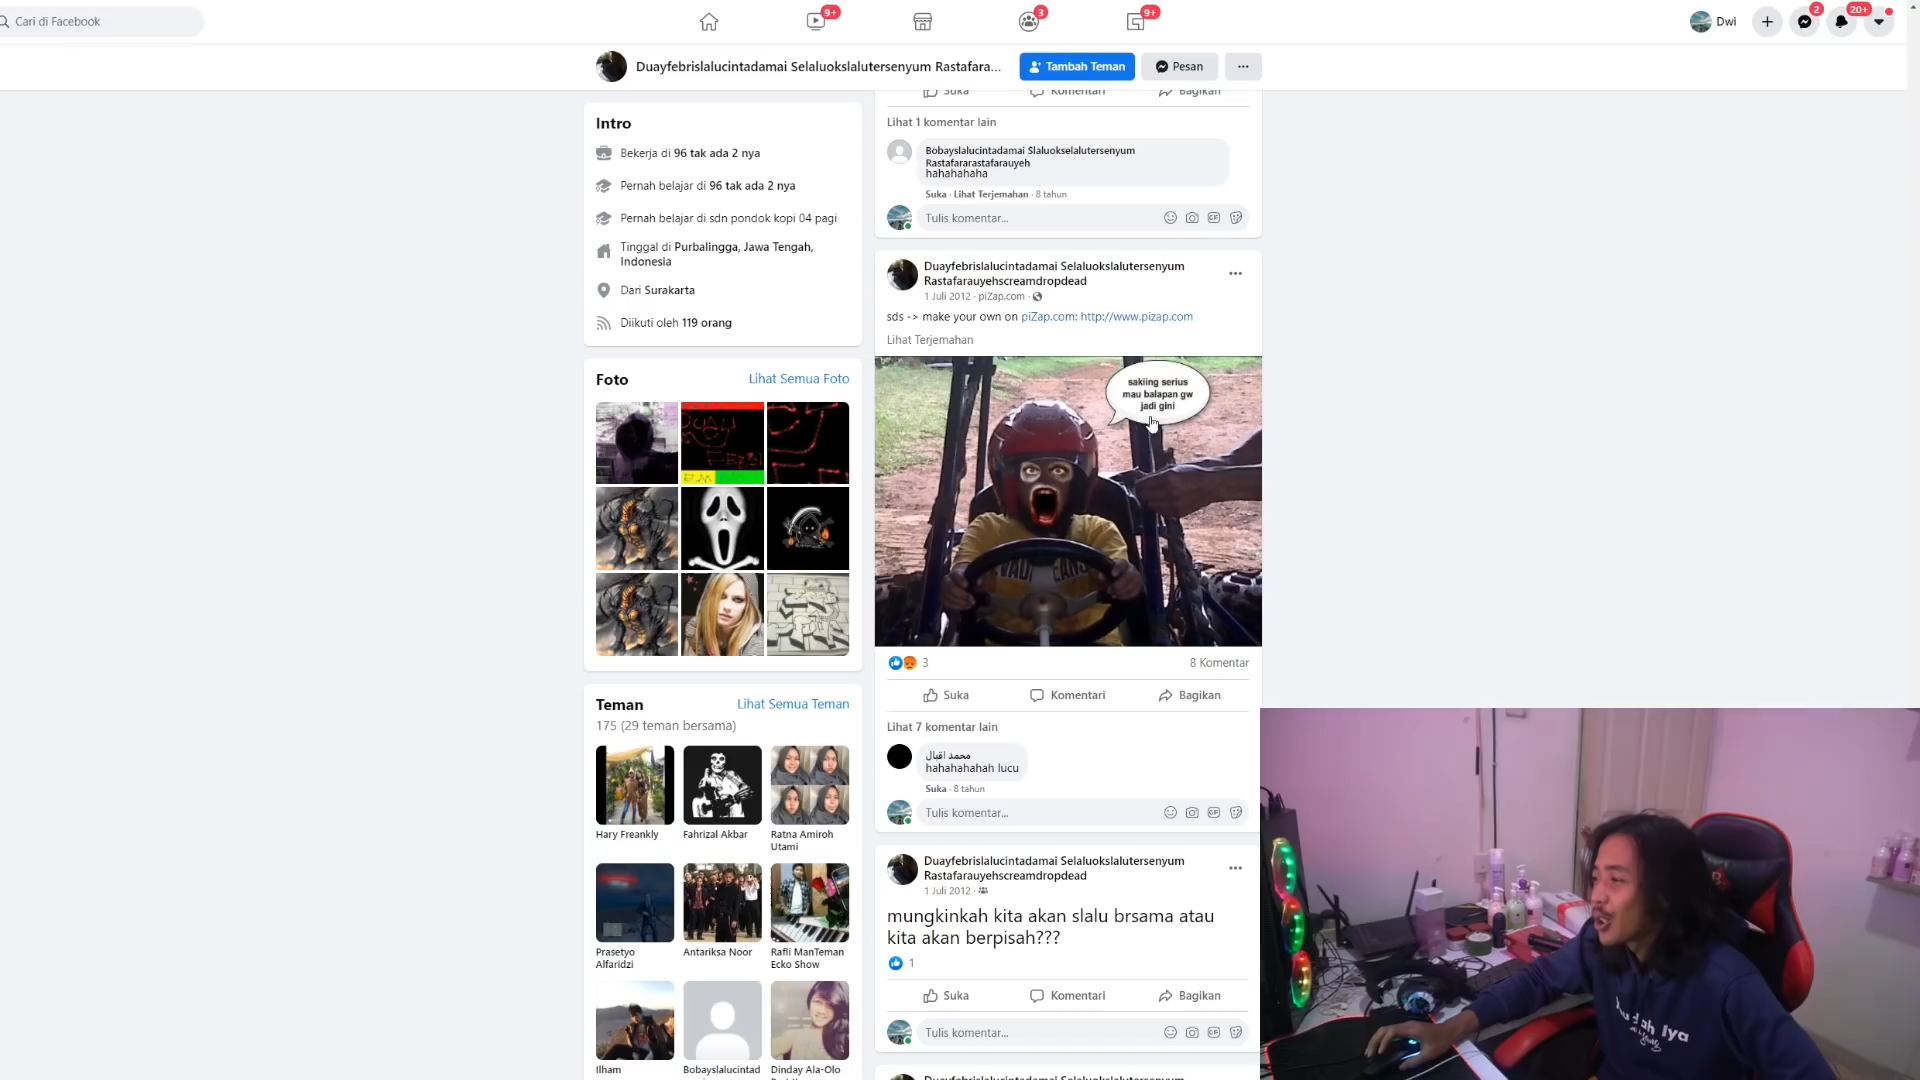 Cari di Facebook
9+
3
9+
Dwi
2
20+
Duayfebrislalucintadamai Selaluokslalutersenyum Rastafara...
Tambah Teman
Pesan
Intro
Bekerja di 96 tak ada 2 nya
Pernah belajar di 96 tak ada 2 nya
Pernah belajar di sdn pondok kopi 04 pagi
Tinggal di Purbalingga, Jawa Tengah,
Indonesia
Dari Surakarta
Diikuti oleh 119 orang
Foto
Lihat Semua Foto
Teman
Lihat Semua Teman
175 (29 teman bersama)
Hary Freankly
Fahrizal Akbar
Ratna Amiroh
Utami
Prasetyo
Alfaridzi
Antariksa Noor
Rafli ManTeman
Ecko Show
Ilham
Bobayslalucintad
Dinday Ala-Olo
Suka
Komentari
Bagikan
Lihat 1 komentar lain
Bobayslalucintadamai Slaluokselalutersenyum
Rastafararastafarauyeh
hahahahaha
Suka · Lihat Terjemahan · 8 tahun
Tulis komentar...
Duayfebrislalucintadamai Selaluokslalutersenyum
Rastafarauyehscreamdropdead
1 Juli 2012 · piZap.com ·
sds -> make your own on piZap.com: http://www.pizap.com
Lihat Terjemahan
sakiing serius
mau balapan gw
jadi gini
3
8 Komentar
Suka
Komentari
Bagikan
Lihat 7 komentar lain
محمد اقبال
hahahahahah lucu
Suka · 8 tahun
Tulis komentar...
Duayfebrislalucintadamai Selaluokslalutersenyum
Rastafarauyehscreamdropdead
1 Juli 2012 ·
mungkinkah kita akan slalu brsama atau
kita akan berpisah???
1
Suka
Komentari
Bagikan
Tulis komentar...
Duayfebrislalucintadamai Selaluokslalutersenyum